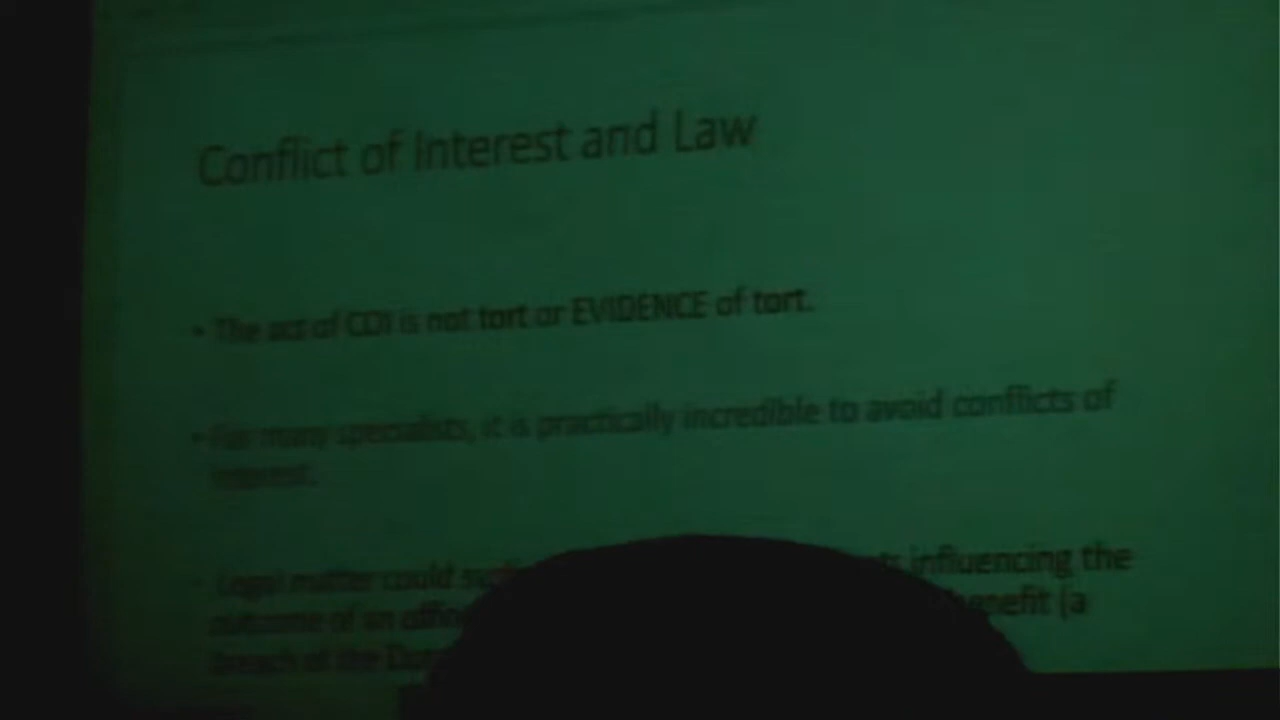 Conflict of Interest and Law
• The act of COI is not tort or EVIDENCE of tort.
• For many specialists, it is practically incredible to avoid conflicts of
interest.
Legal matter could influencing the
outcome of an benefit (a
breach of the